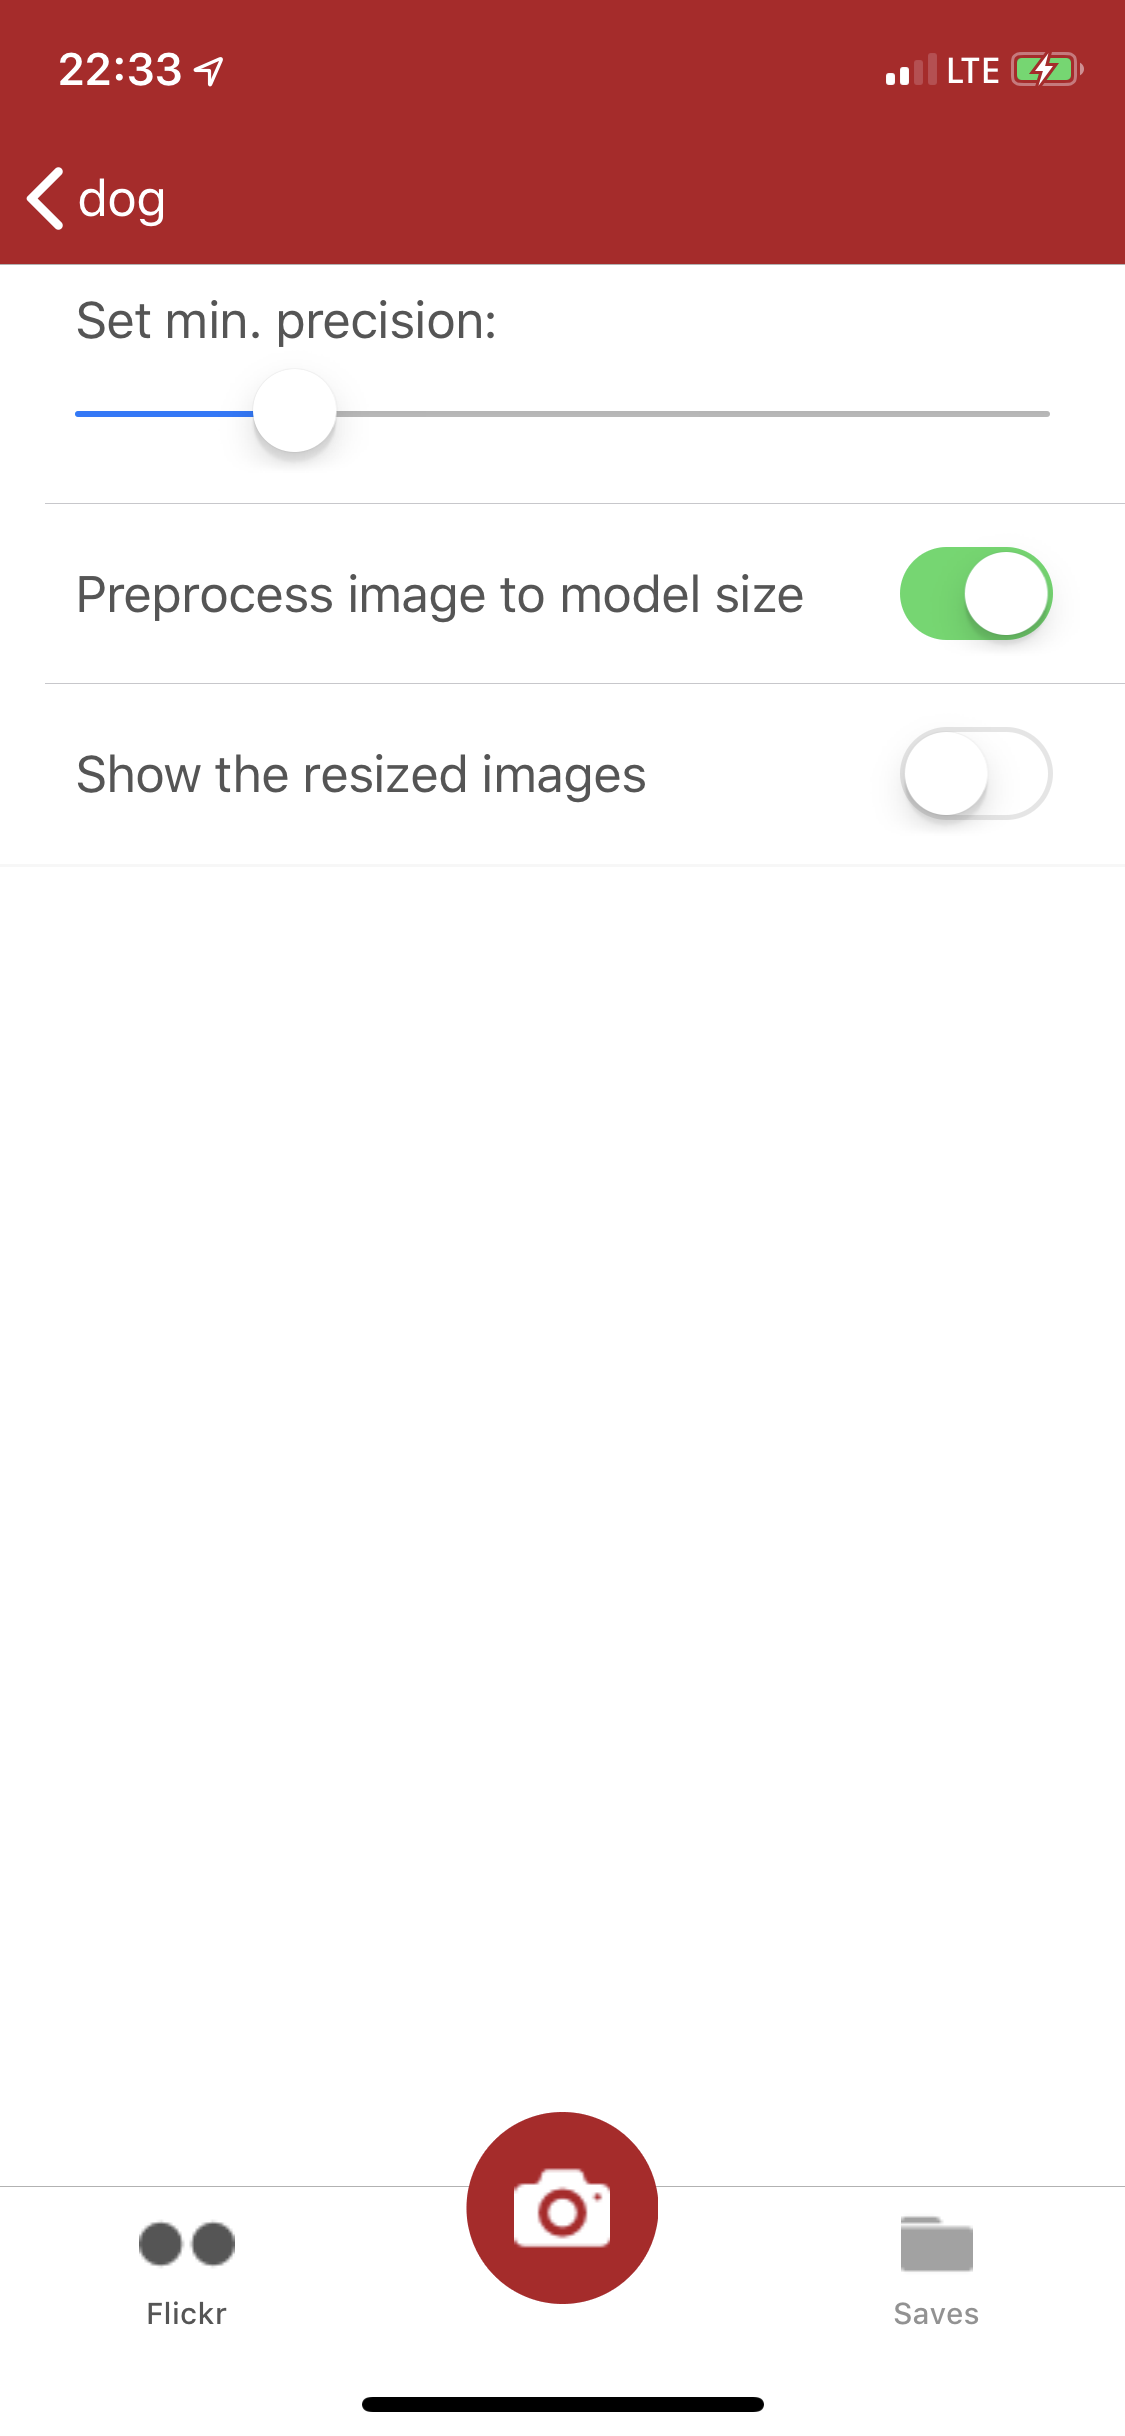 22:33
LTE
dog
Set min. precision:
Preprocess image to model size
Show the resized images
Flickr
Saves